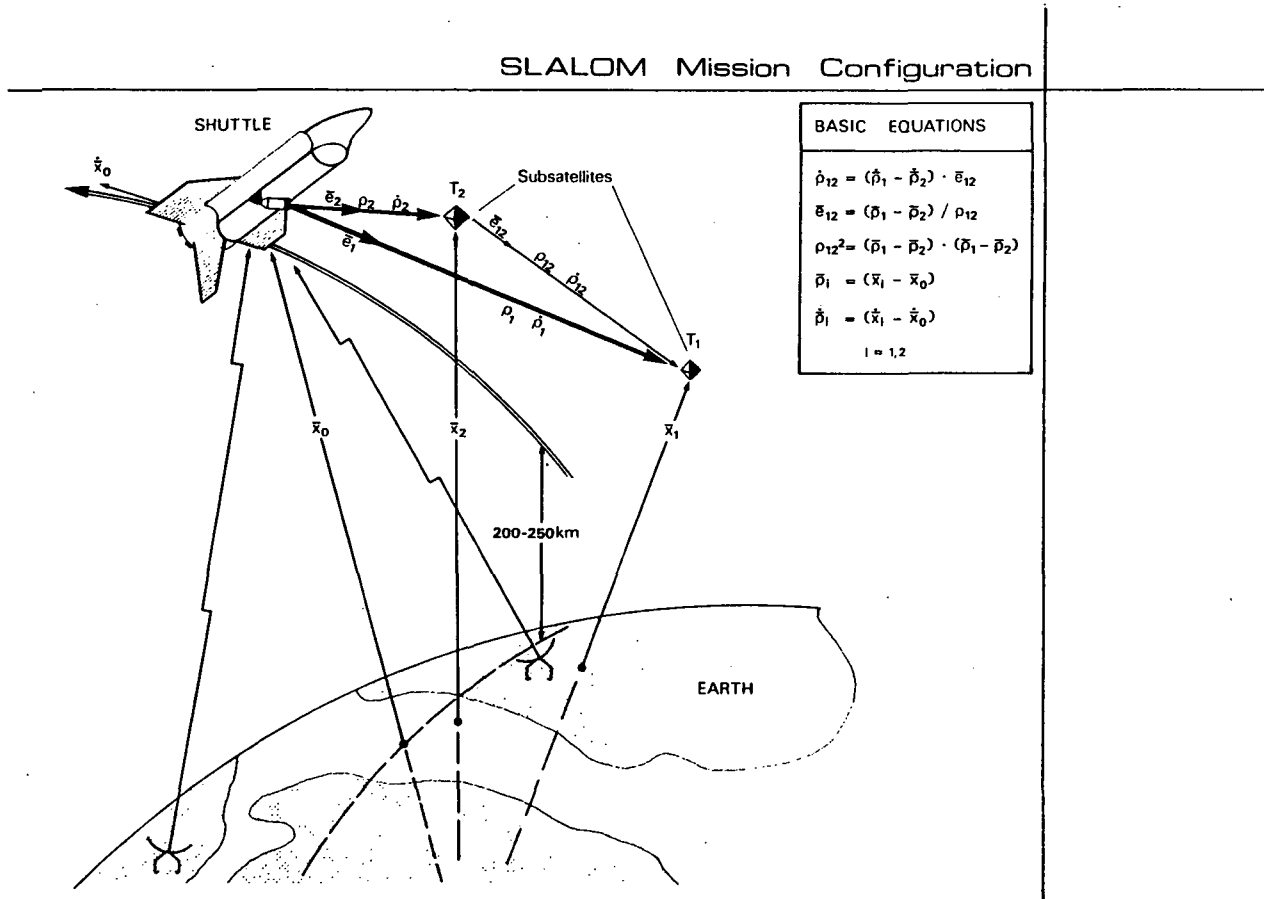 SLALOM Mission Configuration
SHUTTLE
BASIC EQUATIONS
ρ̇₁₂ = (ρ̄̇₁ - ρ̄̇₂) · ē₁₂
ē₁₂ = (ρ̄₁ - ρ̄₂) / ρ₁₂
ρ₁₂² = (ρ̄₁ - ρ̄₂) · (ρ̄₁ - ρ̄₂)
ρ̄ᵢ = (x̄ᵢ - x̄₀)
ρ̄̇ᵢ = (x̄̇ᵢ - x̄̇₀)
I = 1,2
x̄̇₀
Subsatellites
T₂
ē₂ ρ₂ ρ̇₂
ē₁
ē₁₂
ρ₁₂ ρ̇₁₂
ρ₁ ρ̇₁
T₁
x̄₀
x̄₂
x̄₁
200-250km
EARTH